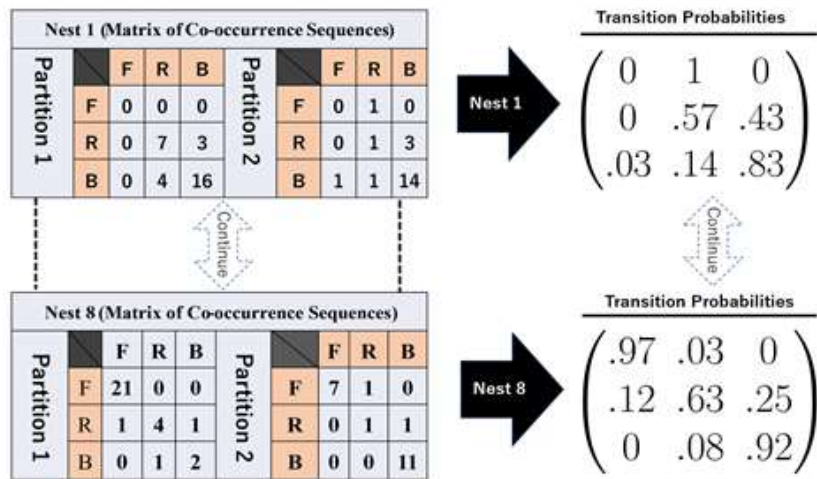 Nest 1 (Matrix of Co-occurrence Sequences)
Partition 1
F R B
F 0 0 0
R 0 7 3
B 0 4 16
Partition 2
F R B
F 0 1 0
R 0 1 3
B 1 1 14
Nest 1
Transition Probabilities
0 1 0
0 .57 .43
.03 .14 .83
Continue
Continue
Nest 8 (Matrix of Co-occurrence Sequences)
Partition 1
F R B
F 21 0 0
R 1 4 1
B 0 1 2
Partition 2
F R B
F 7 1 0
R 0 1 1
B 0 0 11
Nest 8
Transition Probabilities
.97 .03 0
.12 .63 .25
0 .08 .92